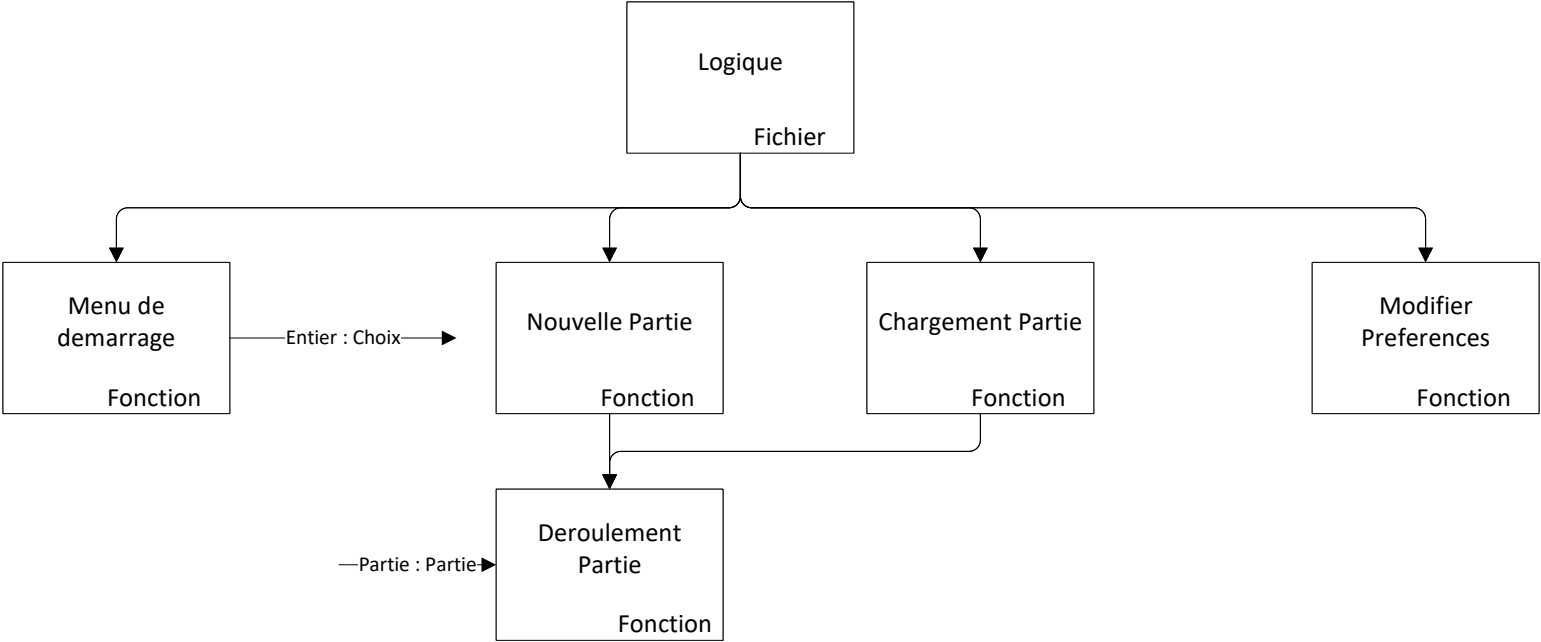 Logique
Fichier
Menu de
demarrage
Fonction
Entier : Choix
Nouvelle Partie
Fonction
Chargement Partie
Fonction
Modifier
Preferences
Fonction
Partie : Partie
Deroulement
Partie
Fonction